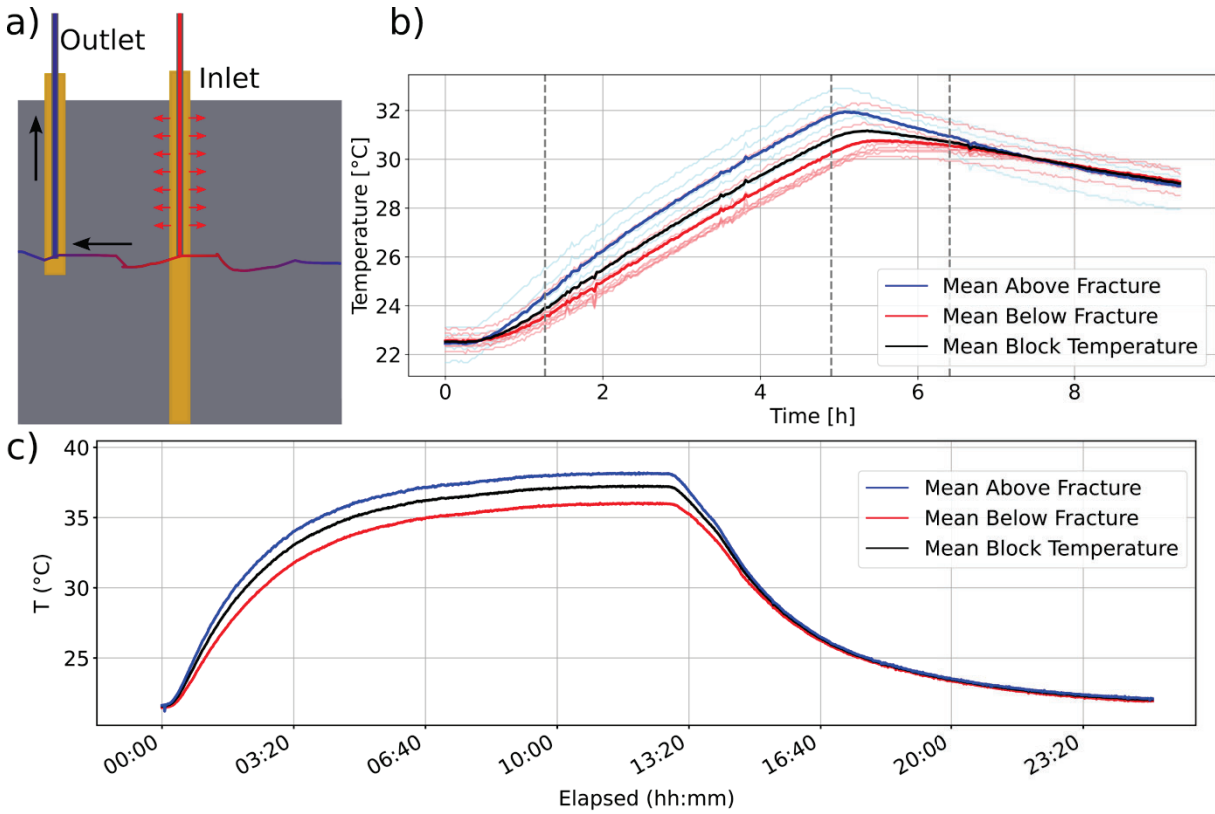 a)
Outlet
Inlet
b)
Temperature [°C]
32
30
28
26
24
22
Mean Above Fracture
Mean Below Fracture
Mean Block Temperature
0 2 4 6 8
Time [h]
c)
T (°C)
40
35
30
25
Mean Above Fracture
Mean Below Fracture
Mean Block Temperature
00:00 03:20 06:40 10:00 13:20 16:40 20:00 23:20
Elapsed (hh:mm)